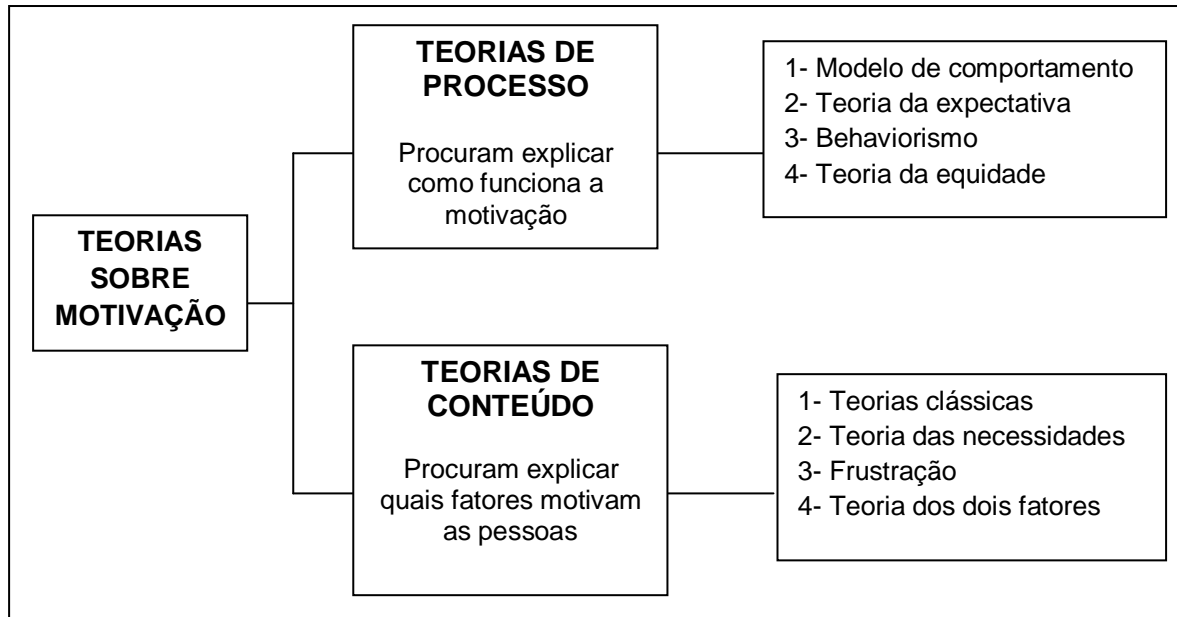 TEORIAS
SOBRE
MOTIVAÇÃO
TEORIAS DE
PROCESSO
Procuram explicar
como funciona a
motivação
1- Modelo de comportamento
2- Teoria da expectativa
3- Behaviorismo
4- Teoria da equidade
TEORIAS DE
CONTEÚDO
Procuram explicar
quais fatores motivam
as pessoas
1- Teorias clássicas
2- Teoria das necessidades
3- Frustração
4- Teoria dos dois fatores